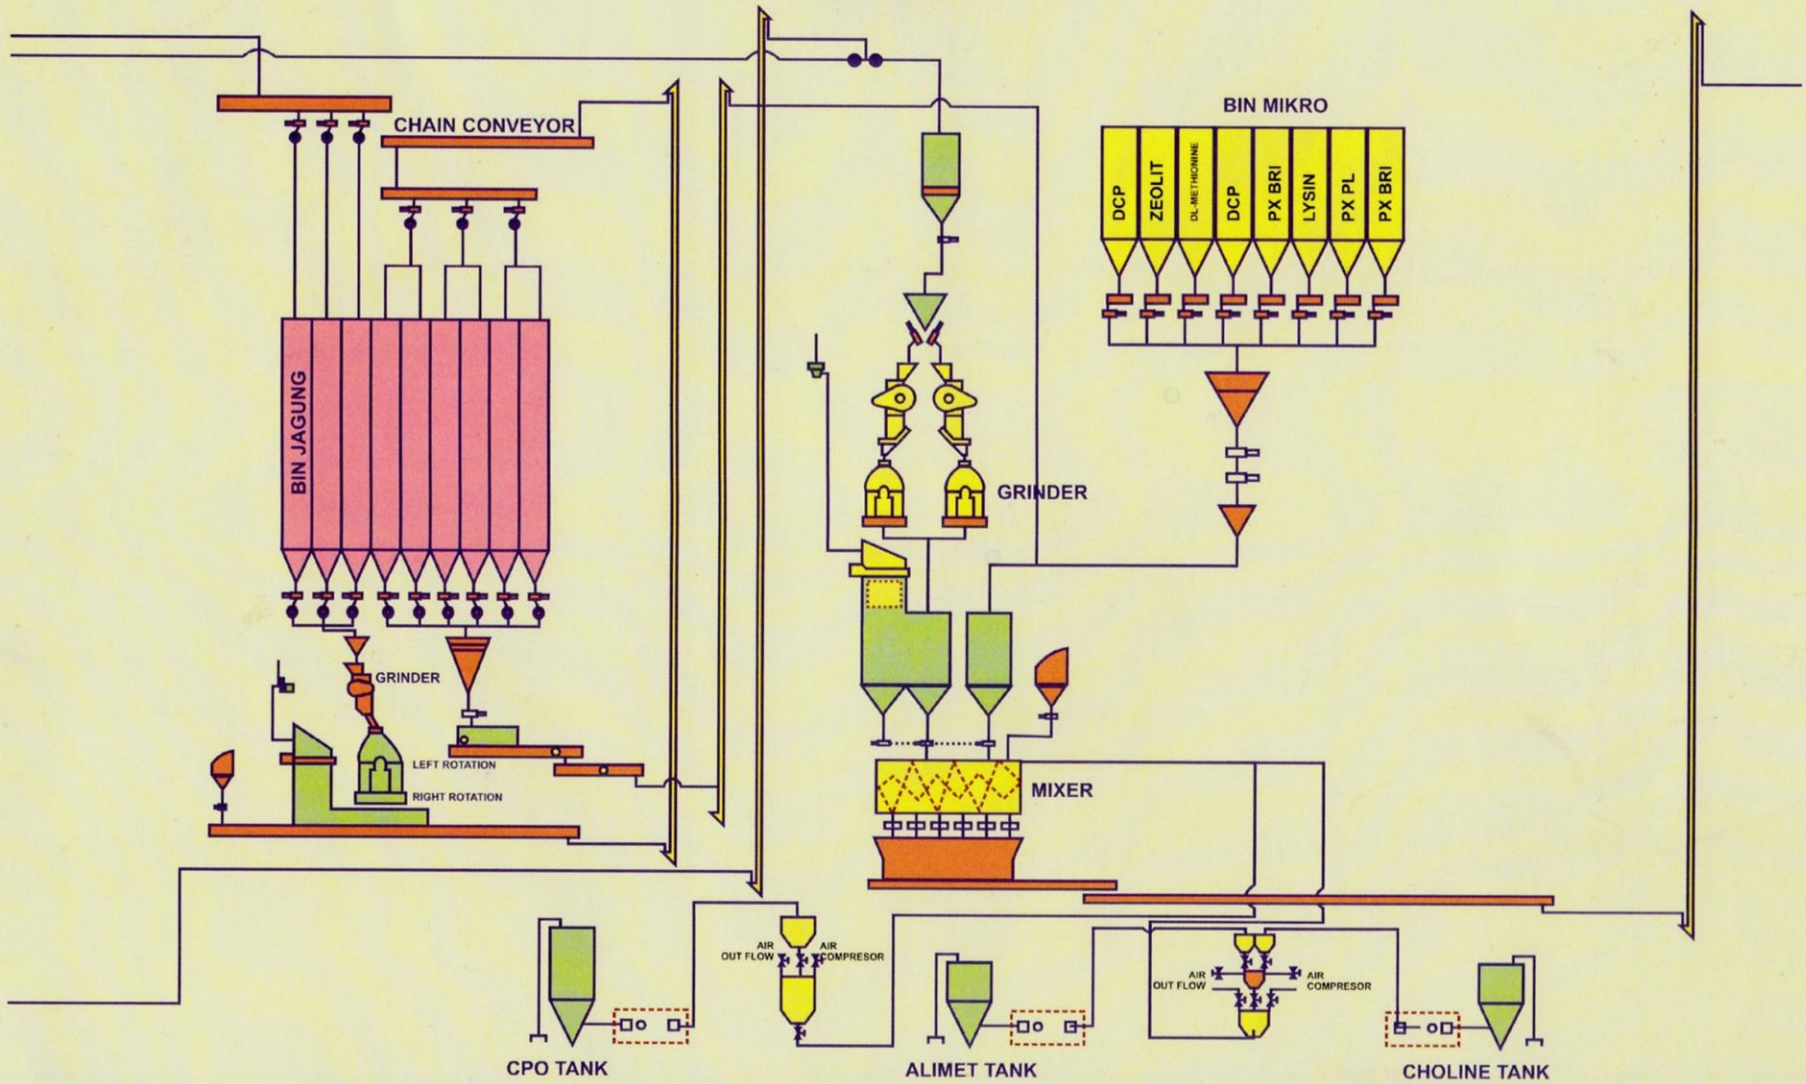 BIN MIKRO
CHAIN CONVEYOR
DCP
ZEOLIT
DL-METHIONINE
DCP
PX BRI
LYSIN
PX PL
PX BRI
BIN JAGUNG
GRINDER
GRINDER
LEFT ROTATION
RIGHT ROTATION
MIXER
AIR
OUT FLOW
AIR
COMPRESOR
AIR
OUT FLOW
AIR
COMPRESOR
CPO TANK
ALIMET TANK
CHOLINE TANK